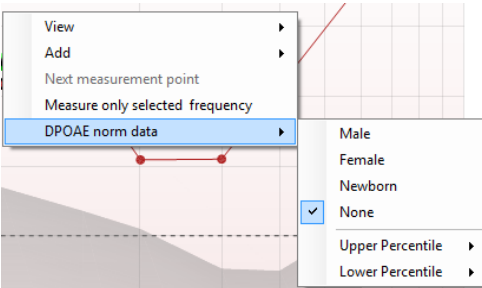 View
Add
Next measurement point
Measure only selected frequency
DPOAE norm data
Male
Female
Newborn
None
Upper Percentile
Lower Percentile